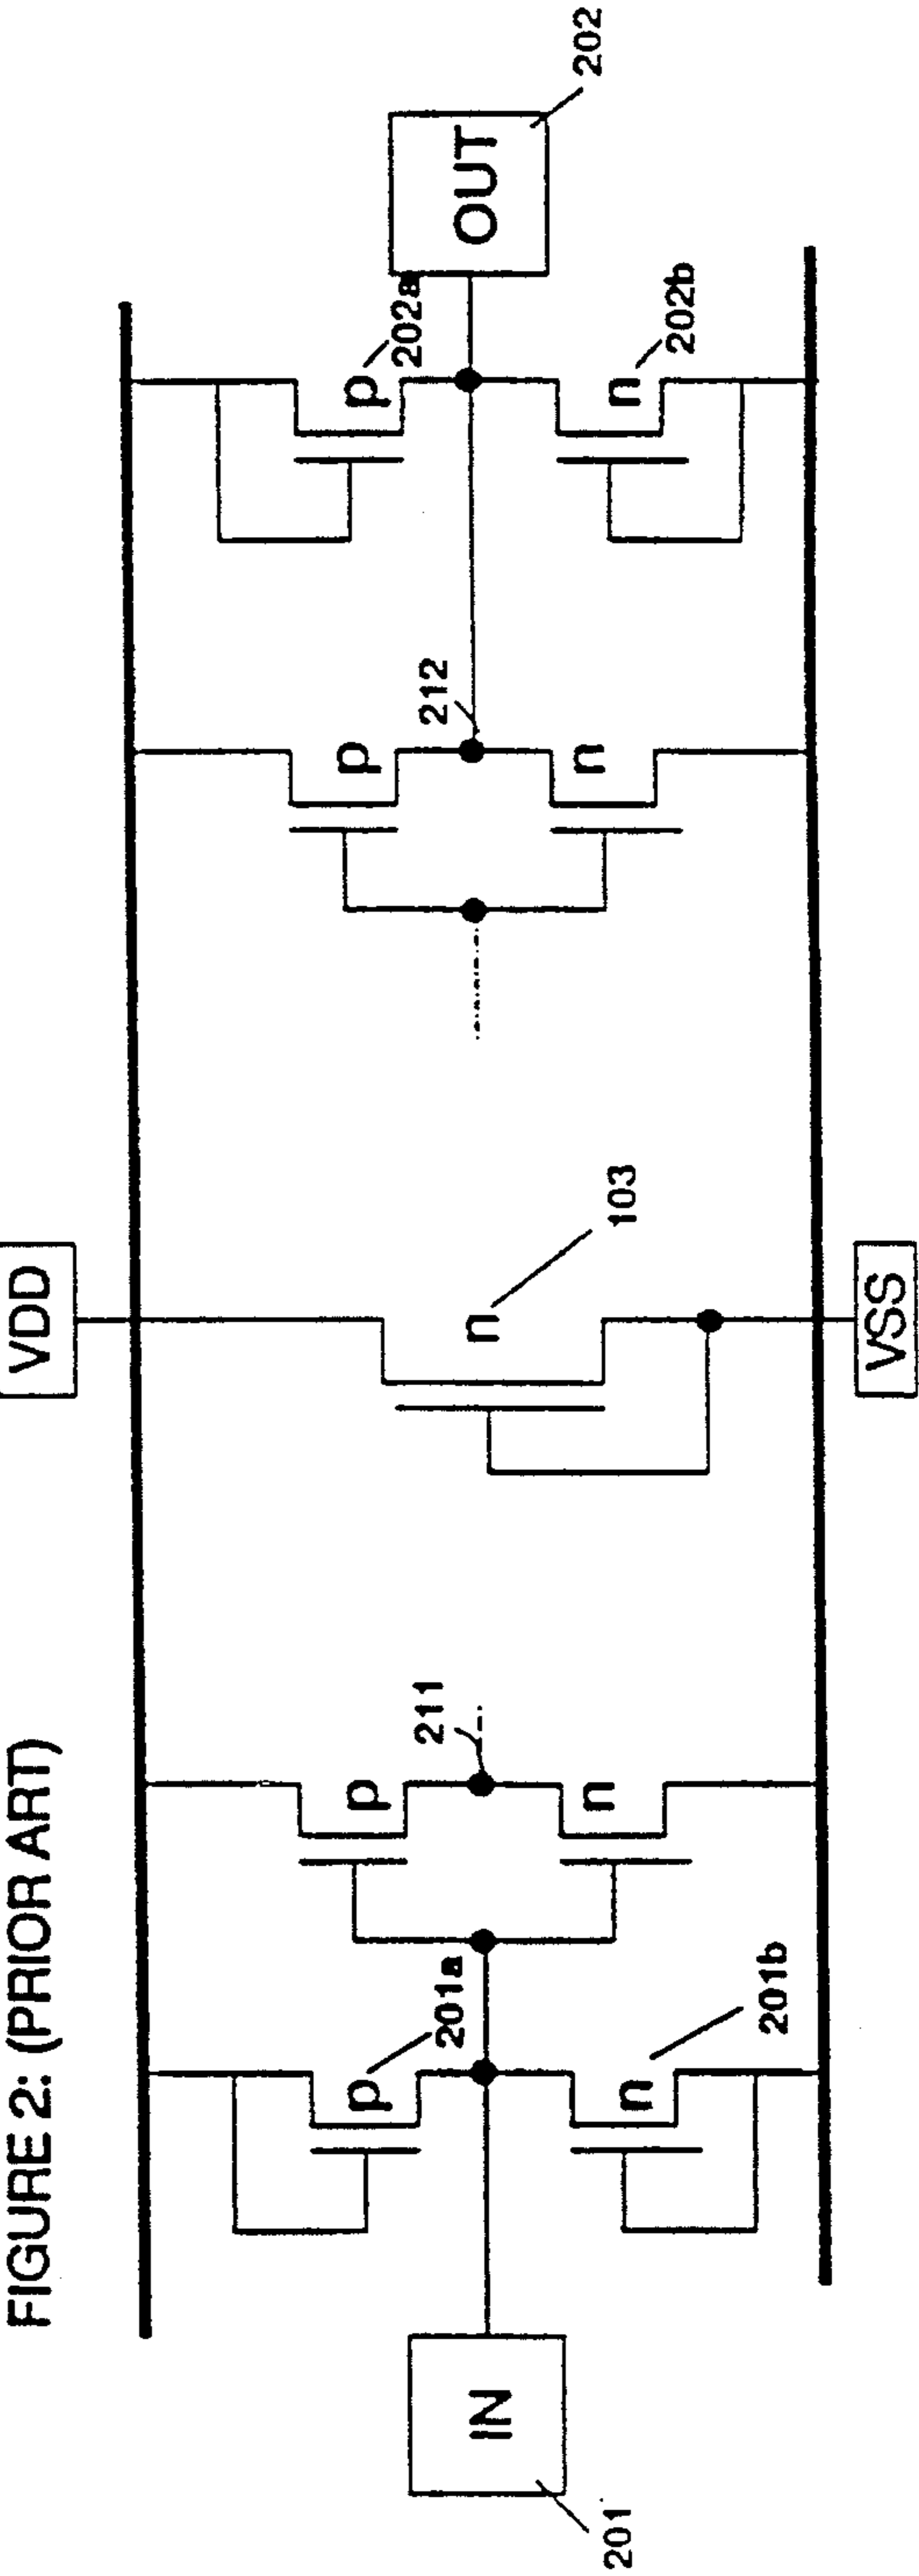 FIGURE 2: (PRIOR ART)
VDD
p
202a
OUT
202
p
201a
p
211
n
103
p
212
n
202b
IN
201
n
201b
n
n
VSS